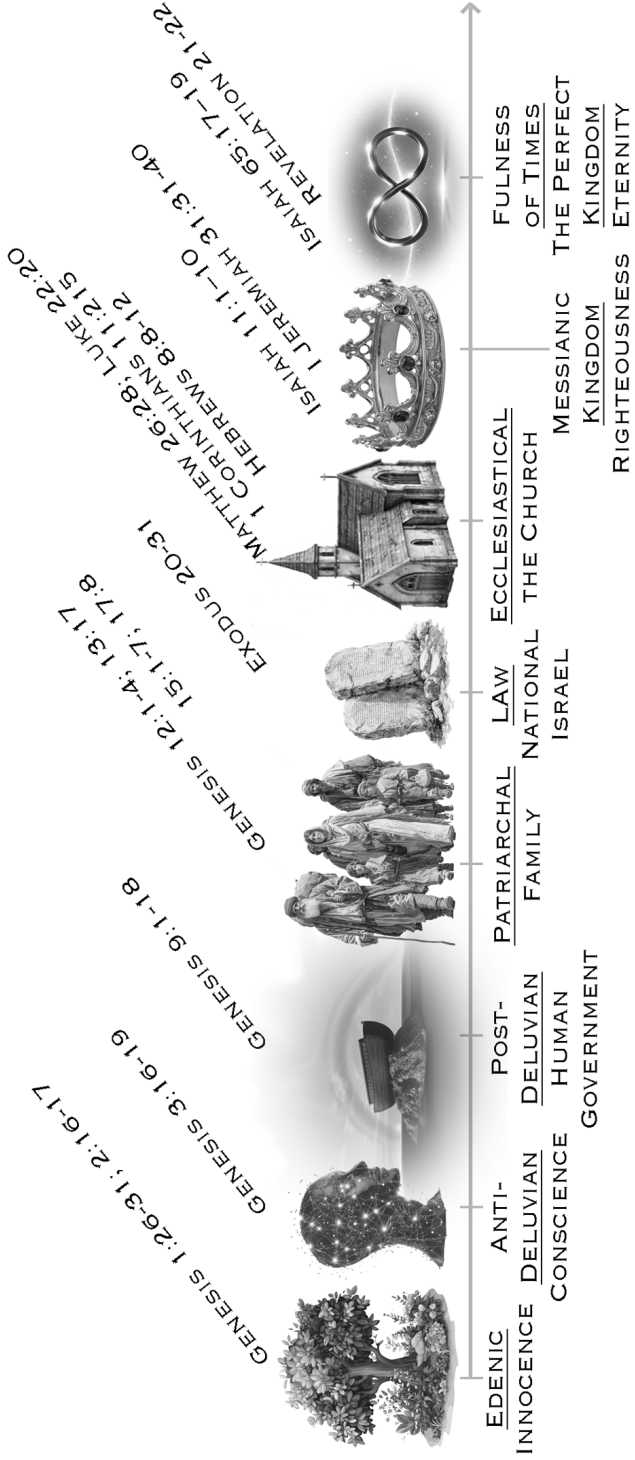 GENESIS 1:26-31; 2:16-17
GENESIS 3:16-19
GENESIS 9:1-18
GENESIS 12:1-4; 13:17
15:1-7; 17:8
EXODUS 20-31
MATTHEW 26:28; LUKE 22:20
1 CORINTHIANS 11:215
HEBREWS 8:8-12
ISAIAH 11:1-10
I JEREMIAH 31:31-40
ISAIAH 65:17-19
REVELATION 21-22
EDENIC
INNOCENCE
ANTI-
DELUVIAN
CONSCIENCE
POST-
DELUVIAN
HUMAN
GOVERNMENT
PATRIARCHAL
FAMILY
LAW
NATIONAL
ISRAEL
ECCLESIASTICAL
THE CHURCH
MESSIANIC
KINGDOM
RIGHTEOUSNESS
FULNESS
OF TIMES
THE PERFECT
KINGDOM
ETERNITY